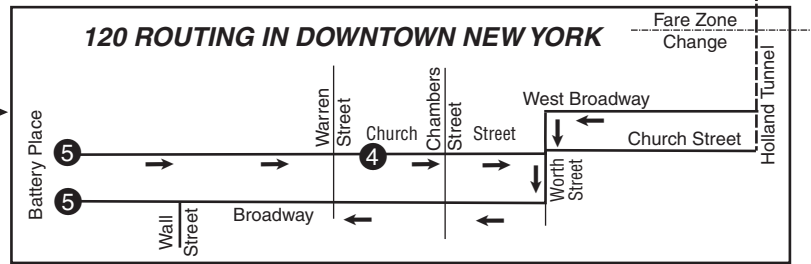 120 ROUTING IN DOWNTOWN NEW YORK
Fare Zone
Change
Holland Tunnel
West Broadway
Church Street
Battery Place
5
Warren
Street
Church
4
Chambers
Street
Street
Worth
Street
5
Wall
Street
Broadway